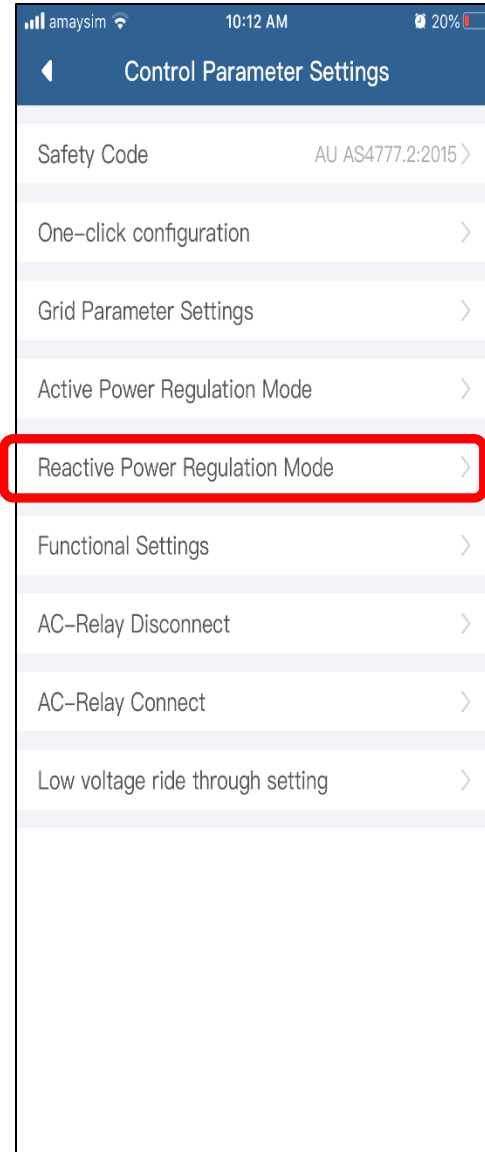 amaysim 10:12 AM 20%
Control Parameter Settings
Safety Code AU AS4777.2:2015
One-click configuration
Grid Parameter Settings
Active Power Regulation Mode
Reactive Power Regulation Mode
Functional Settings
AC-Relay Disconnect
AC-Relay Connect
Low voltage ride through setting